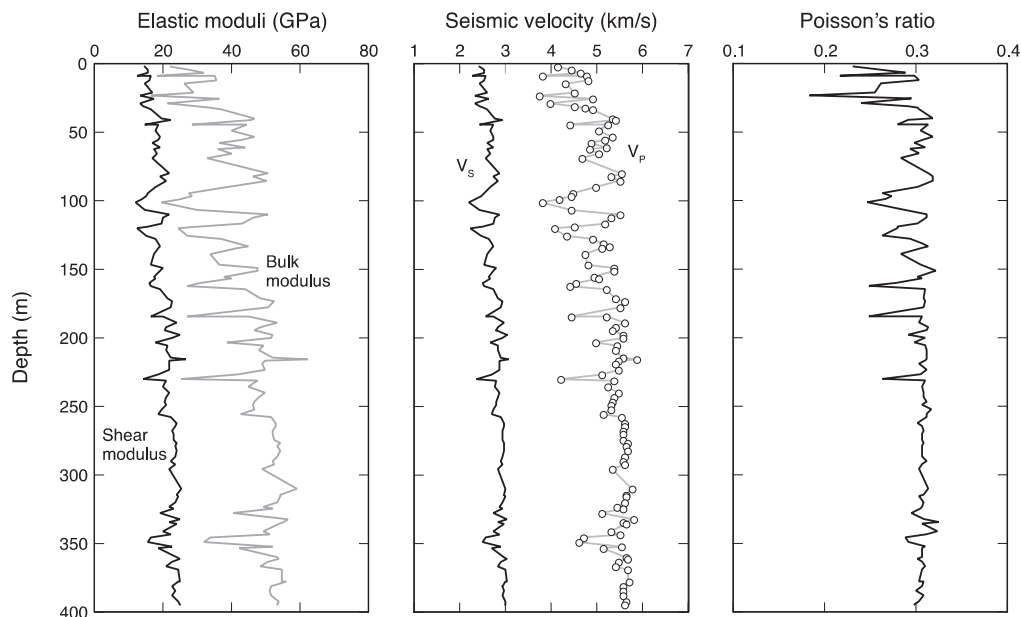 Elastic moduli (GPa)
0 20 40 60 80
Seismic velocity (km/s)
1 2 3 4 5 6 7
Poisson's ratio
0.1 0.2 0.3 0.4
Depth (m)
0
50
100
150
200
250
300
350
400
Bulk
modulus
Shear
modulus
VS
VP